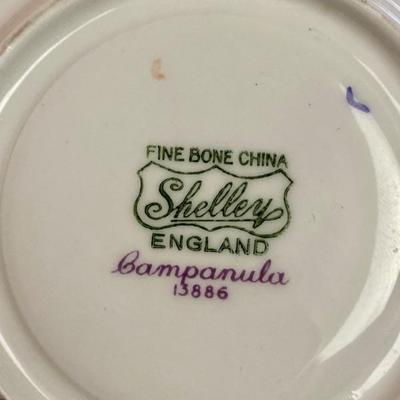 FINE BONE CHINA
Shelley
ENGLAND
Campanula
13886